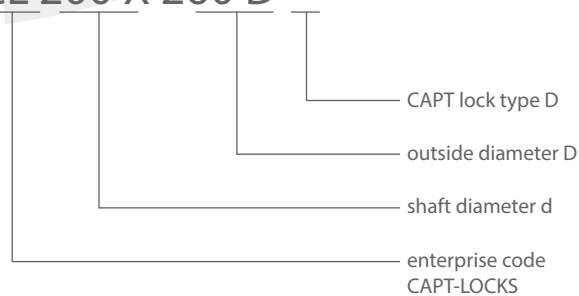 CAPT lock type D
outside diameter D
shaft diameter d
enterprise code
CAPT-LOCKS